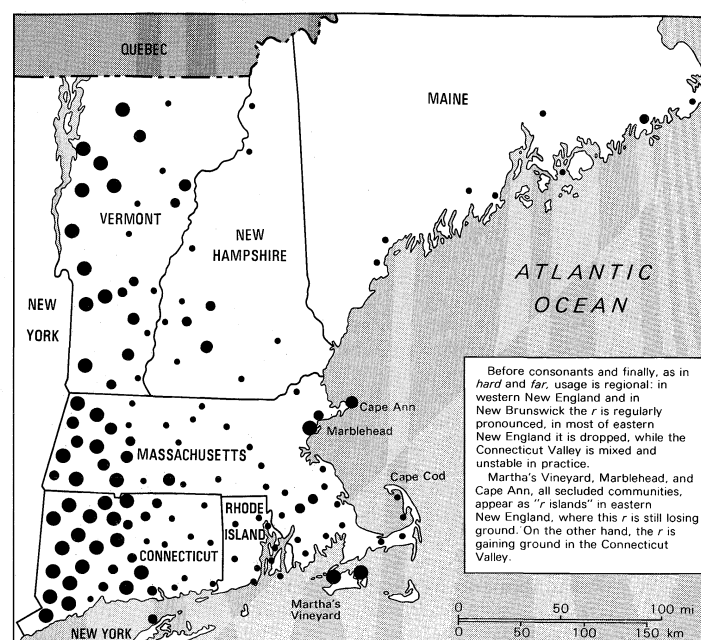 QUEBEC
MAINE
VERMONT
NEW
HAMPSHIRE
ATLANTIC
OCEAN
NEW
YORK
Before consonants and finally, as in
hard and far, usage is regional: in
western New England and in
New Brunswick the r is regularly
pronounced, in most of eastern
New England it is dropped, while the
Connecticut Valley is mixed and
unstable in practice.
Martha's Vineyard, Marblehead, and
Cape Ann, all secluded communities,
appear as "r islands" in eastern
New England, where this r is still losing
ground. On the other hand, the r is
gaining ground in the Connecticut
Valley.
Cape Ann
Marblehead
MASSACHUSETTS
Cape Cod
RHODE
ISLAND
CONNECTICUT
Martha's
Vineyard
NEW YORK
0 50 100 mi
0 50 100 150 km